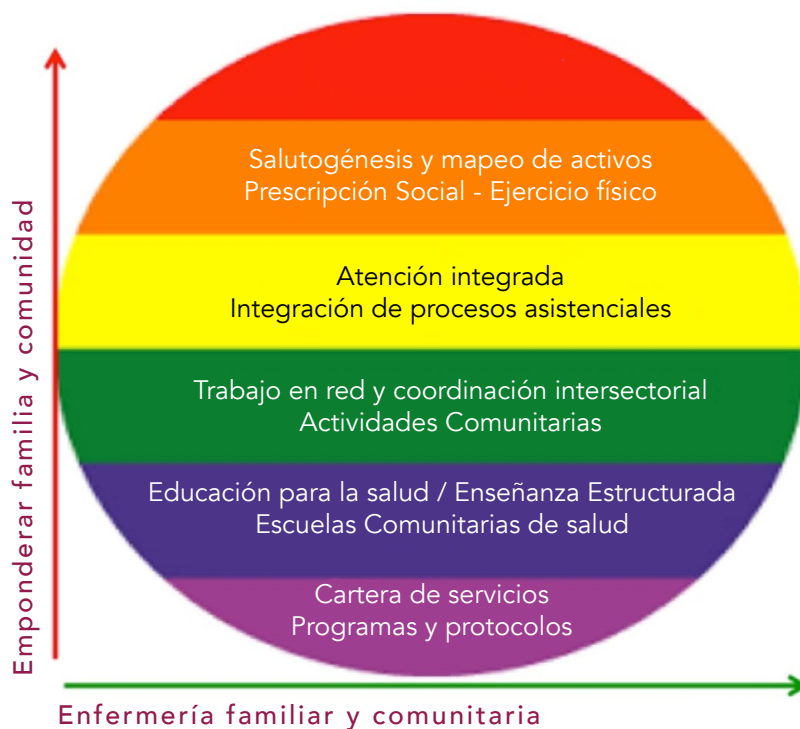 Salutogénesis y mapeo de activos
Prescripción Social - Ejercicio físico
Atención integrada
Integración de procesos asistenciales
Trabajo en red y coordinación intersectorial
Actividades Comunitarias
Educación para la salud / Enseñanza Estructurada
Escuelas Comunitarias de salud
Cartera de servicios
Programas y protocolos
Emponderar familia y comunidad
Enfermería familiar y comunitaria